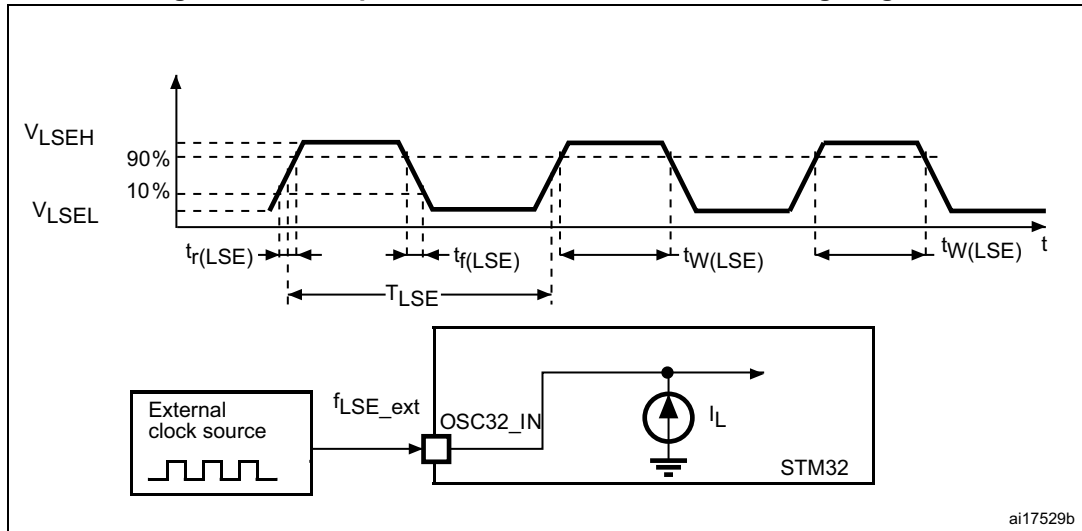 VLSEH
90%
10%
VLSEL
tr(LSE)
tf(LSE)
tW(LSE)
tW(LSE)
t
TLSE
External
clock source
fLSE_ext
OSC32_IN
IL
STM32
ai17529b